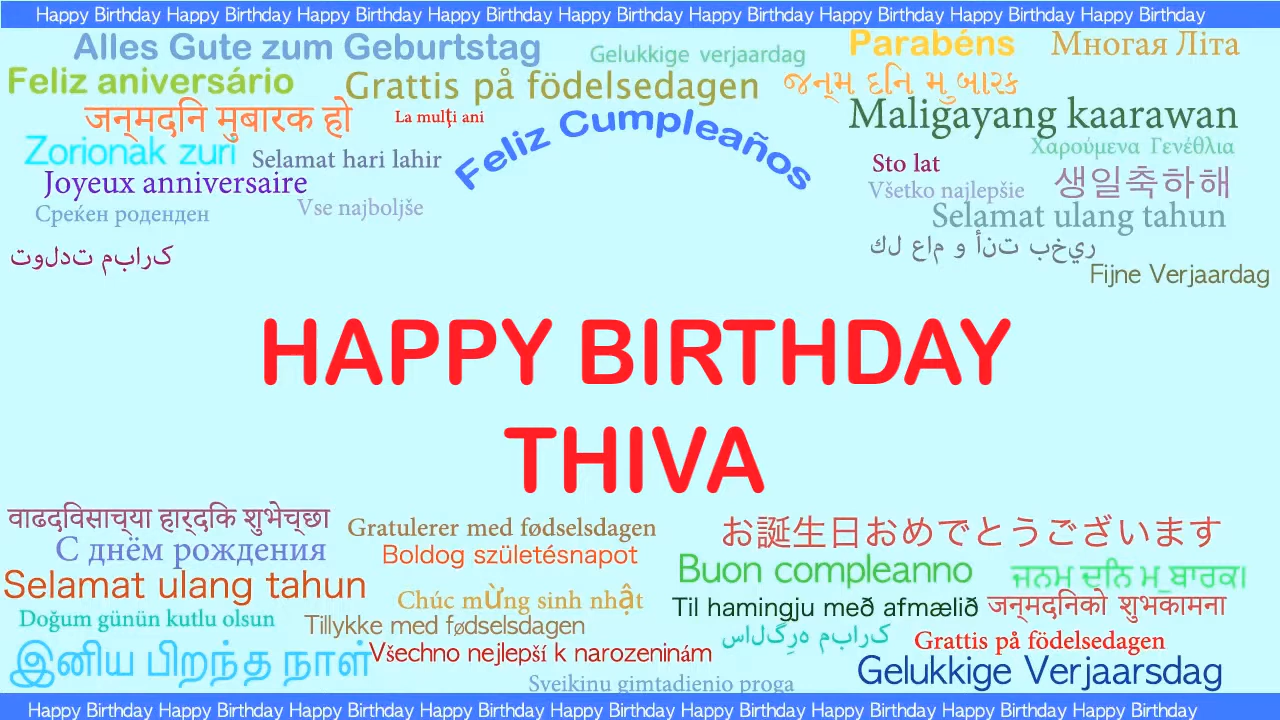 Happy Birthday Happy Birthday Happy Birthday Happy Birthday Happy Birthday Happy Birthday Happy Birthday Happy Birthday Happy Birthday
Alles Gute zum Geburtstag
Gelukkige verjaardag
Parabéns
Многая Літа
Feliz aniversário
Grattis på födelsedagen
જન્મ દિન મુબારક
जन्मदिन मुबारक हो
La mulţi ani
Feliz Cumpleaños
Maligayang kaarawan
Zorionak zuri
Selamat hari lahir
Χαρούμενα Γενέθλια
Sto lat
Joyeux anniversaire
Všetko najlepšie
생일축하해
Среќен роденден
Vse najboljše
Selamat ulang tahun
تولدت مبارک
كل عام و أنت بخير
Fijne Verjaardag
HAPPY BIRTHDAY
THIVA
वाढदिवसाच्या हार्दिक शुभेच्छा
Gratulerer med fødselsdagen
お誕生日おめでとうございます
С днём рождения
Boldog születésnapot
Buon compleanno
ਜਨਮ ਦਿਨ ਮੁਬਾਰਕ।
Selamat ulang tahun
Chúc mừng sinh nhật
Til hamingju með afmælið
जन्मदिनको शुभकामना
Doğum günün kutlu olsun
Tillykke med fødselsdagen
سالگرہ مبارک
Grattis på födelsedagen
இனிய பிறந்த நாள்
Všechno nejlepší k narozeninám
Gelukkige Verjaarsdag
Sveikinu gimtadienio proga
Happy Birthday Happy Birthday Happy Birthday Happy Birthday Happy Birthday Happy Birthday Happy Birthday Happy Birthday Happy Birthday